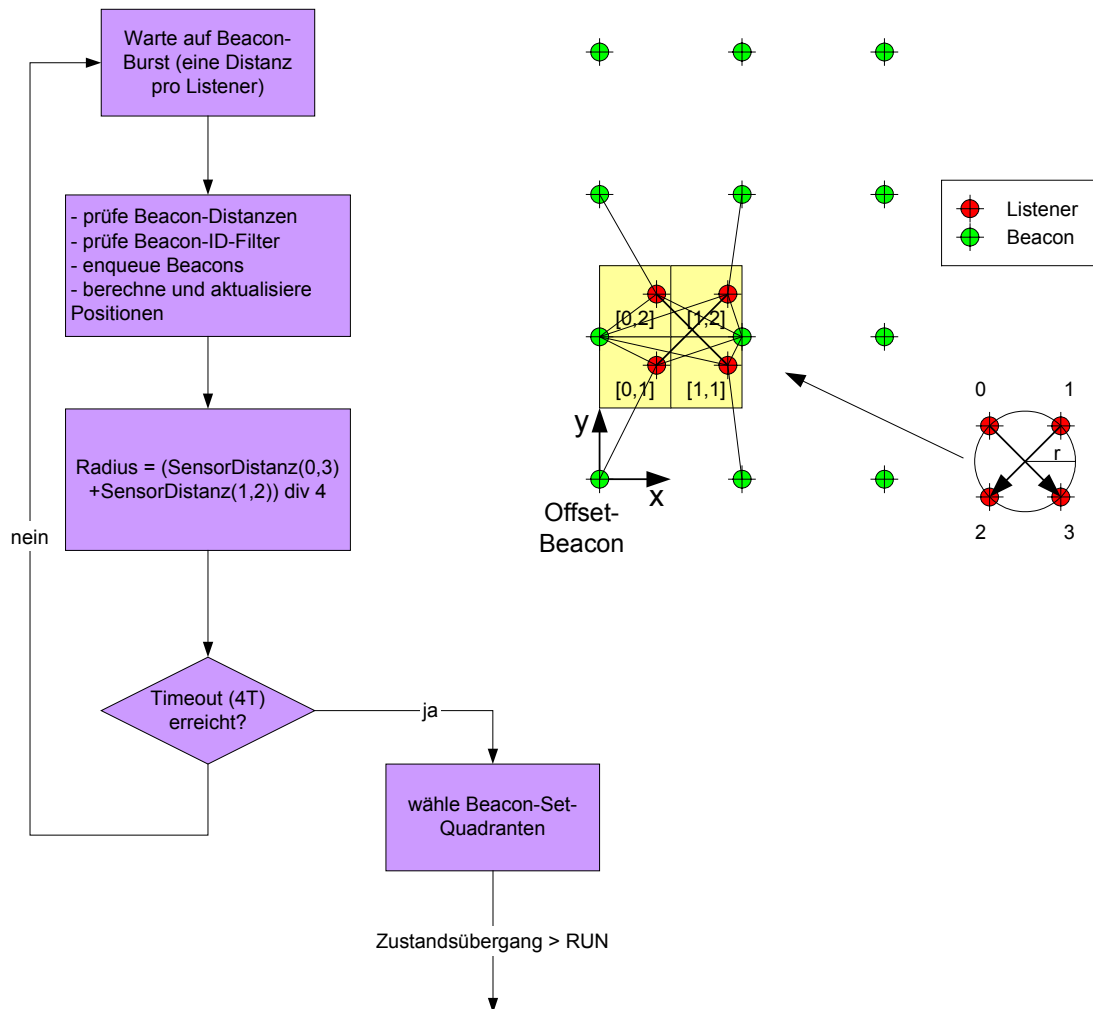 Warte auf Beacon-
Burst (eine Distanz
pro Listener)
- prüfe Beacon-Distanzen
- prüfe Beacon-ID-Filter
- enqueue Beacons
- berechne und aktualisiere
Positionen
Radius = (SensorDistanz(0,3)
+SensorDistanz(1,2)) div 4
nein
Timeout (4T)
erreicht?
ja
wähle Beacon-Set-
Quadranten
Zustandsübergang > RUN
Listener
Beacon
[0,2]
[1,2]
[0,1]
[1,1]
y
x
Offset-
Beacon
0
1
r
2
3